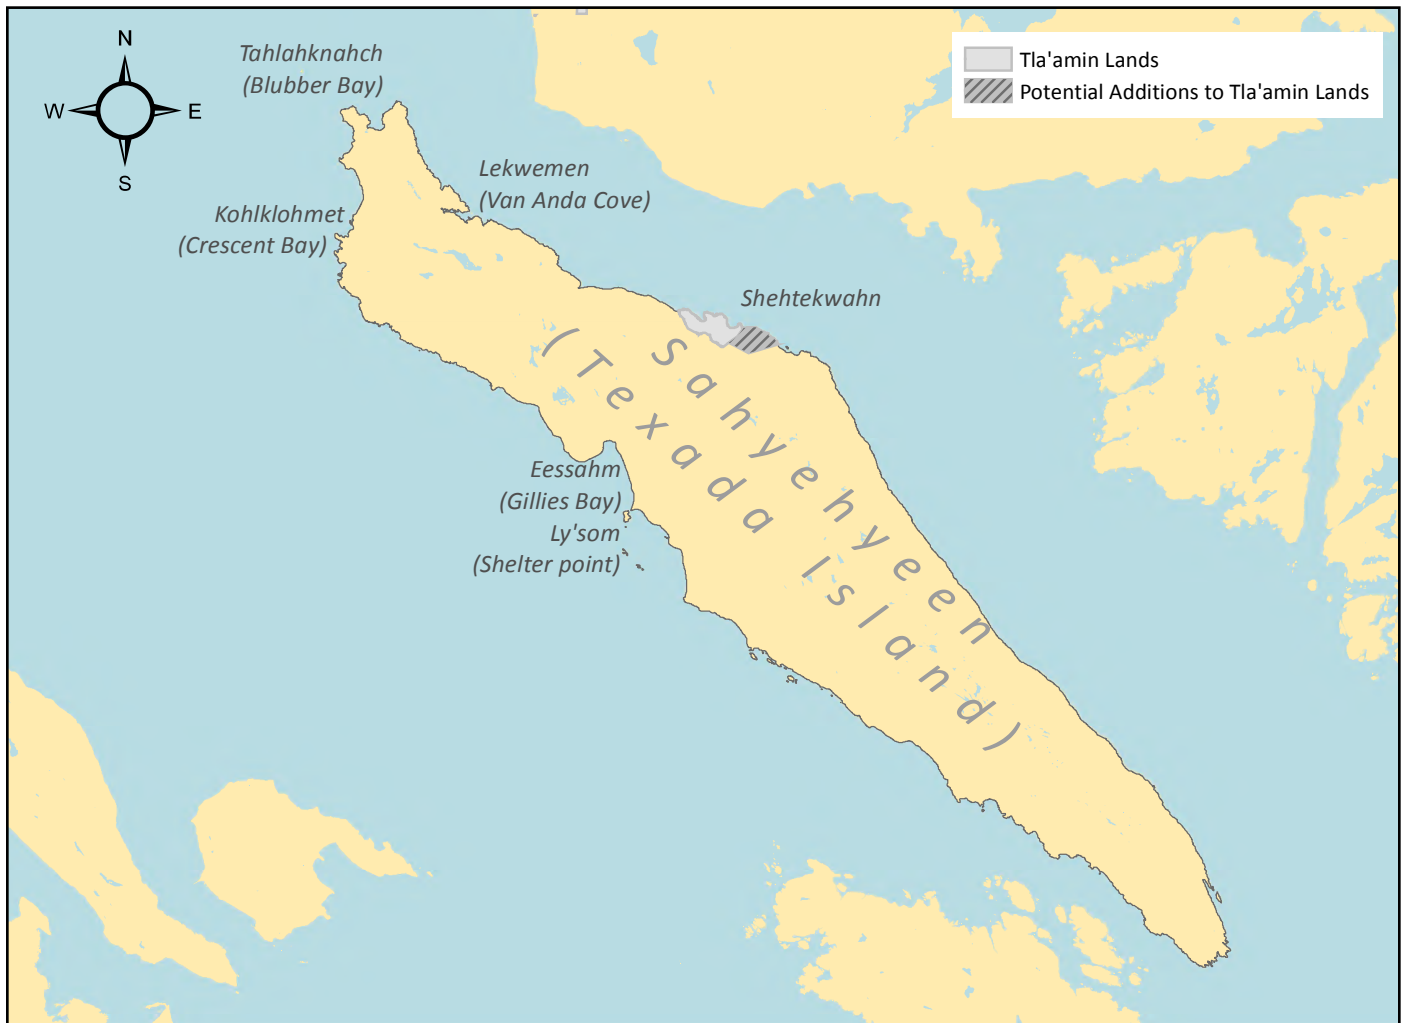 N
W E
S
Tla'amin Lands
Potential Additions to Tla'amin Lands
Tahlahknahch
(Blubber Bay)
Lekwemen
(Van Anda Cove)
Kohlklohmet
(Crescent Bay)
Shehtekwahn
Sahyehyeen
(Texada Island)
Eessahm
(Gillies Bay)
Ly'som
(Shelter point)